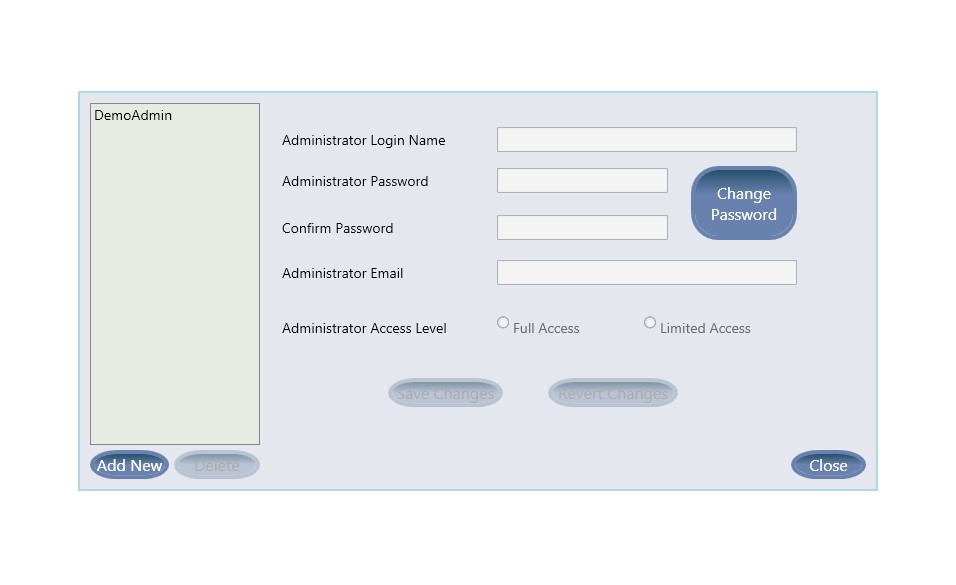 DemoAdmin
Administrator Login Name
Administrator Password
Change
Password
Confirm Password
Administrator Email
Administrator Access Level
Full Access
Limited Access
Save Changes
Revert Changes
Add New
Delete
Close